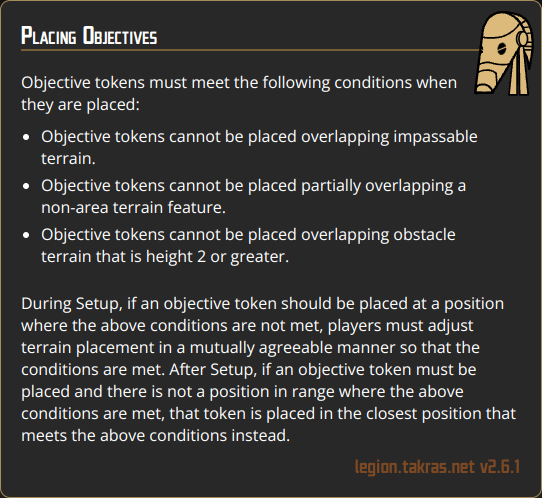 Placing Objectives
Objective tokens must meet the following conditions when
they are placed:
• Objective tokens cannot be placed overlapping impassable
terrain.
• Objective tokens cannot be placed partially overlapping a
non-area terrain feature.
• Objective tokens cannot be placed overlapping obstacle
terrain that is height 2 or greater.
During Setup, if an objective token should be placed at a position
where the above conditions are not met, players must adjust
terrain placement in a mutually agreeable manner so that the
conditions are met. After Setup, if an objective token must be
placed and there is not a position in range where the above
conditions are met, that token is placed in the closest position that
meets the above conditions instead.
legion.takras.net v2.6.1